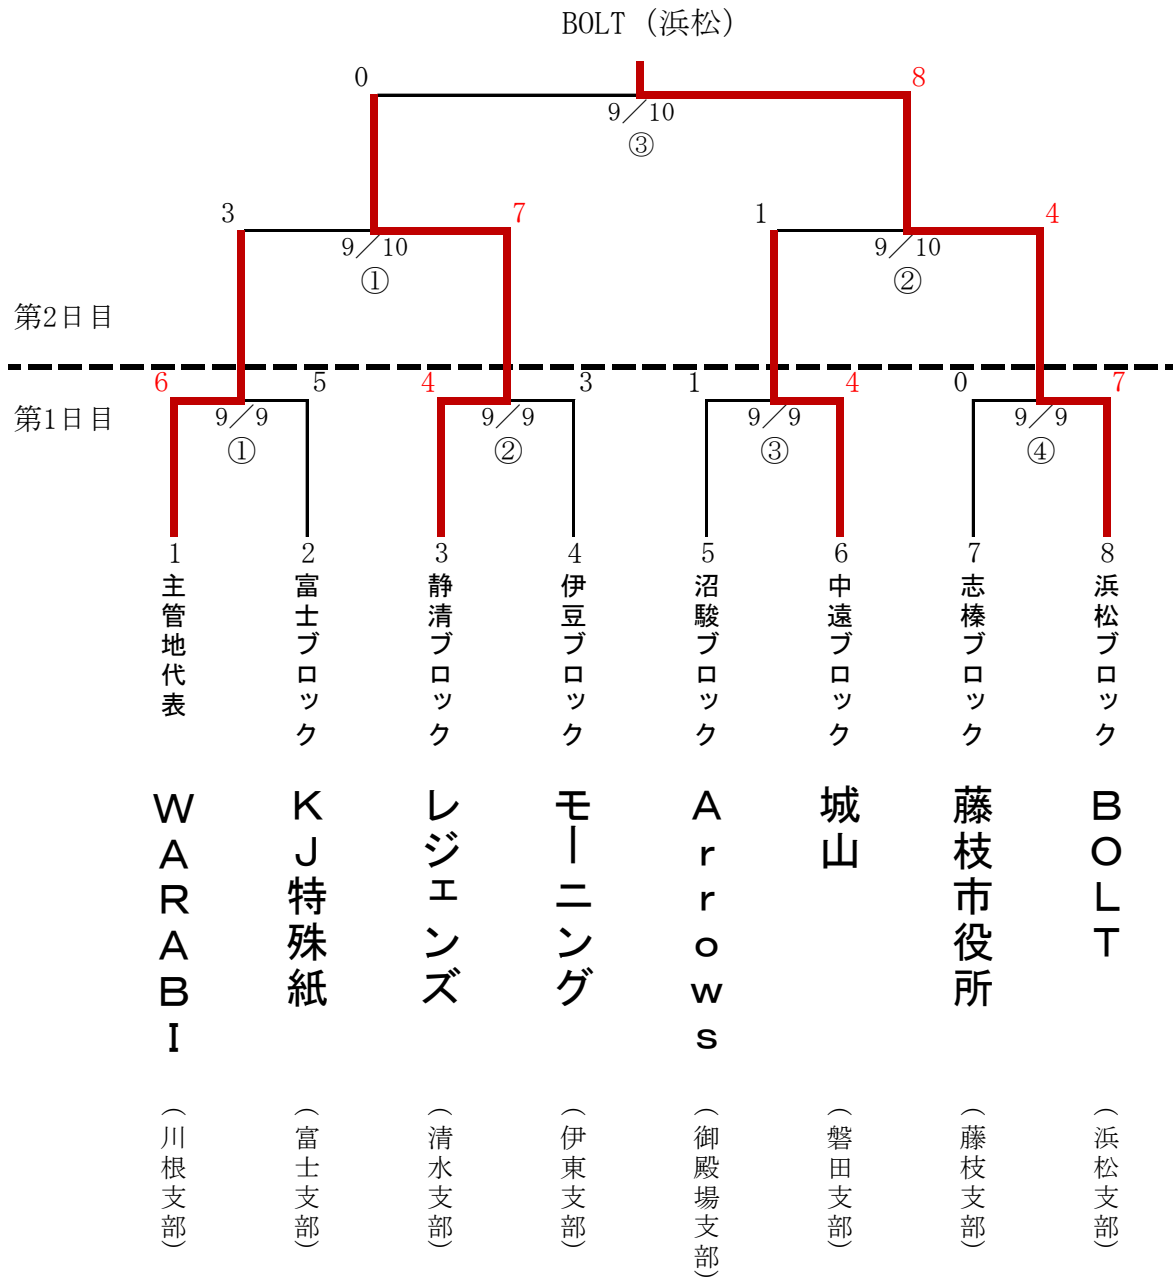 BOLT（浜松）
0
8
9／10
③
3
7
1
4
9／10
9／10
①
②
第2日目
6
5
4
3
1
4
0
7
第1日目
9／9
9／9
9／9
9／9
①
②
③
④
1
2
3
4
5
6
7
8
主管地代表
富士ブロック
静清ブロック
伊豆ブロック
沼駿ブロック
中遠ブロック
志榛ブロック
浜松ブロック
ＷＡＲＡＢＩ
ＫＪ特殊紙
レジェンズ
モーニング
Ａｒｒｏｗｓ
城山
藤枝市役所
ＢＯＬＴ
（川根支部）
（富士支部）
（清水支部）
（伊東支部）
（御殿場支部）
（磐田支部）
（藤枝支部）
（浜松支部）